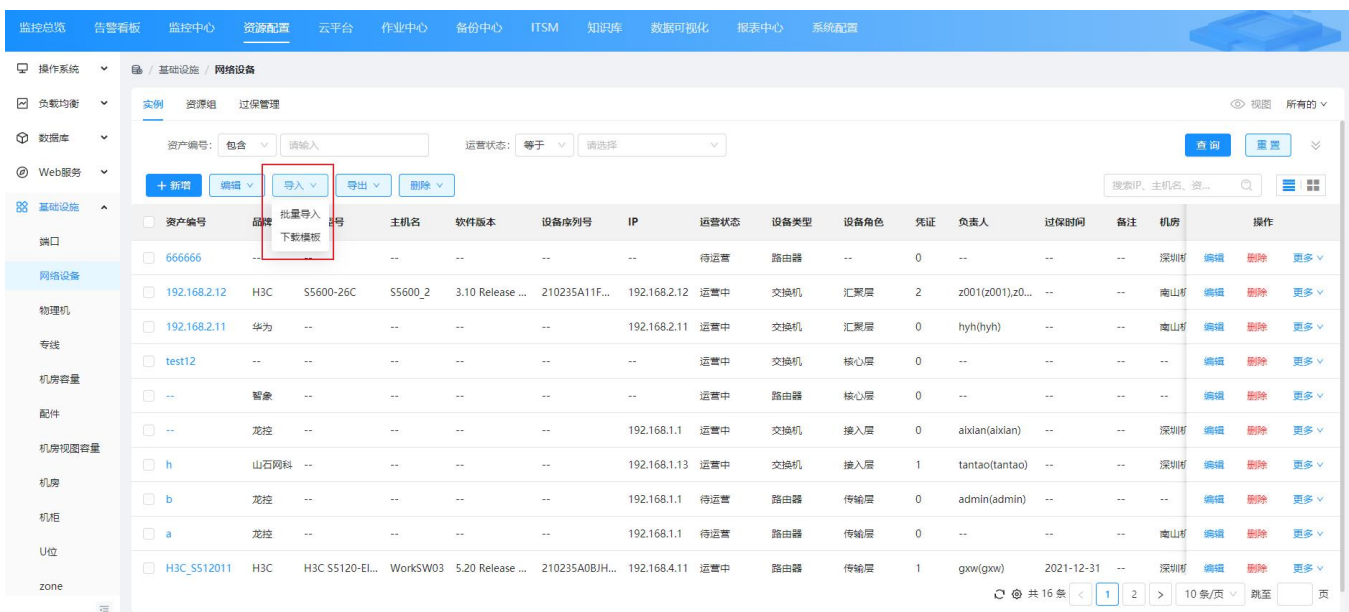 监控总览 告警看板 监控中心 资源配置 云平台 作业中心 备份中心 ITSM 知识库 数据可视化 报表中心 系统配置
操作系统
负载均衡
数据库
Web服务
基础设施
端口
网络设备
物理机
专线
机房容量
配件
机房视图容量
机房
机柜
U位
zone
/ 基础设施 / 网络设备
实例 资源组 过保管理 视图 所有的
资产编号: 包含 请输入 运营状态: 等于 请选择 查询 重置
+ 新增 编辑 导入 导出 删除 搜索IP、主机名、资...
批量导入
下载模板
资产编号 品牌 号 主机名 软件版本 设备序列号 IP 运营状态 设备类型 设备角色 凭证 负责人 过保时间 备注 机房 操作
666666 -- -- -- -- -- -- 待运营 路由器 -- 0 -- -- -- 深圳机 编辑 删除 更多
192.168.2.12 H3C S5600-26C S5600_2 3.10 Release ... 210235A11F... 192.168.2.12 运营中 交换机 汇聚层 2 z001(z001),z0... -- -- 南山机 编辑 删除 更多
192.168.2.11 华为 -- -- -- -- 192.168.2.11 运营中 交换机 汇聚层 0 hyh(hyh) -- -- 南山机 编辑 删除 更多
test12 -- -- -- -- -- -- 运营中 交换机 核心层 0 -- -- -- -- 编辑 删除 更多
-- 智象 -- -- -- -- -- 运营中 路由器 核心层 0 -- -- -- -- 编辑 删除 更多
-- 龙控 -- -- -- -- 192.168.1.1 运营中 交换机 接入层 0 aixian(aixian) -- -- 深圳机 编辑 删除 更多
h 山石网科 -- -- -- -- 192.168.1.13 运营中 交换机 接入层 1 tantao(tantao) -- -- 深圳机 编辑 删除 更多
b 龙控 -- -- -- -- 192.168.1.1 待运营 路由器 传输层 0 admin(admin) -- -- -- 编辑 删除 更多
a 龙控 -- -- -- -- 192.168.1.1 待运营 路由器 传输层 0 -- -- -- 南山机 编辑 删除 更多
H3C_S512011 H3C H3C S5120-EI... WorkSW03 5.20 Release ... 210235A0BJH... 192.168.4.11 运营中 路由器 传输层 1 gxw(gxw) 2021-12-31 -- 深圳机 编辑 删除 更多
共 16 条 < 1 2 > 10 条/页 跳至 页